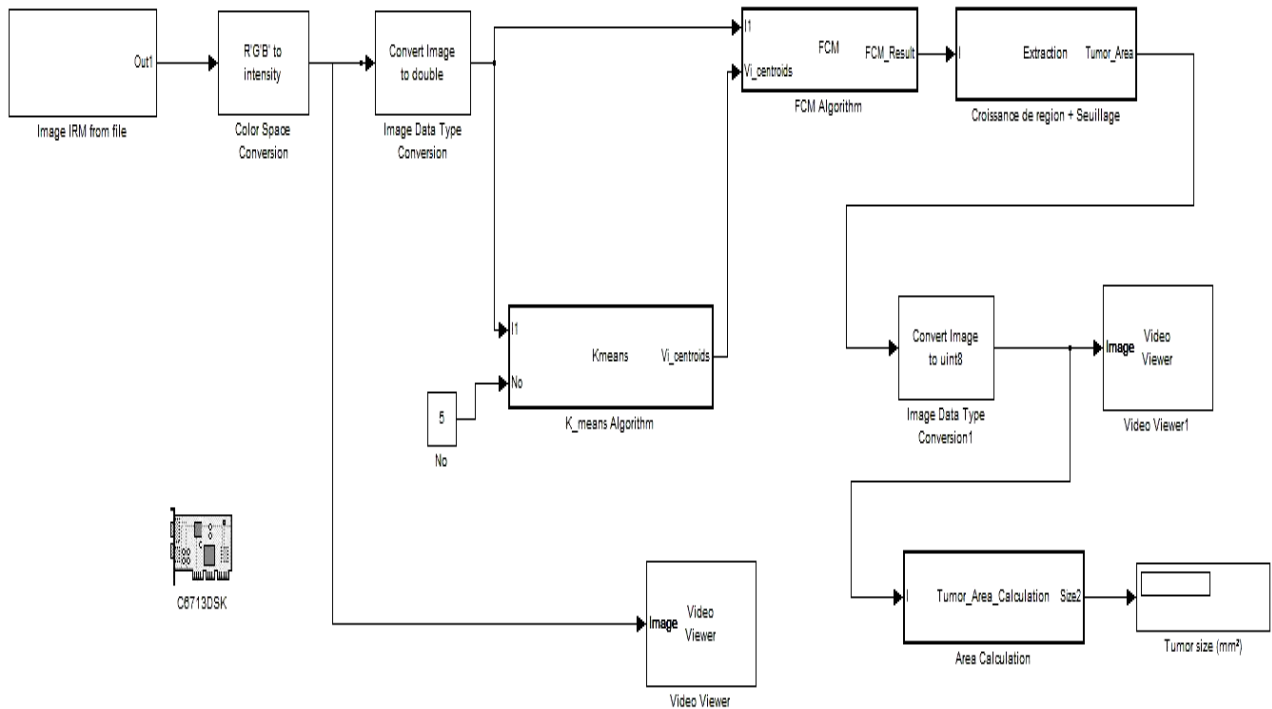 Out1
Image IRM from file
R'G'B' to
intensity
Color Space
Conversion
Convert Image
to double
Image Data Type
Conversion
I1
Vi_centroids
FCM
FCM_Result
FCM Algorithm
I
Extraction
Tumor_Area
Croissance de region + Seuillage
I1
No
Kmeans
Vi_centroids
K_means Algorithm
5
No
Convert Image
to uint8
Image Data Type
Conversion1
Image
Video
Viewer
Video Viewer1
C6713DSK
Image
Video
Viewer
Video Viewer
I
Tumor_Area_Calculation
Size2
Area Calculation
Tumor size (mm²)